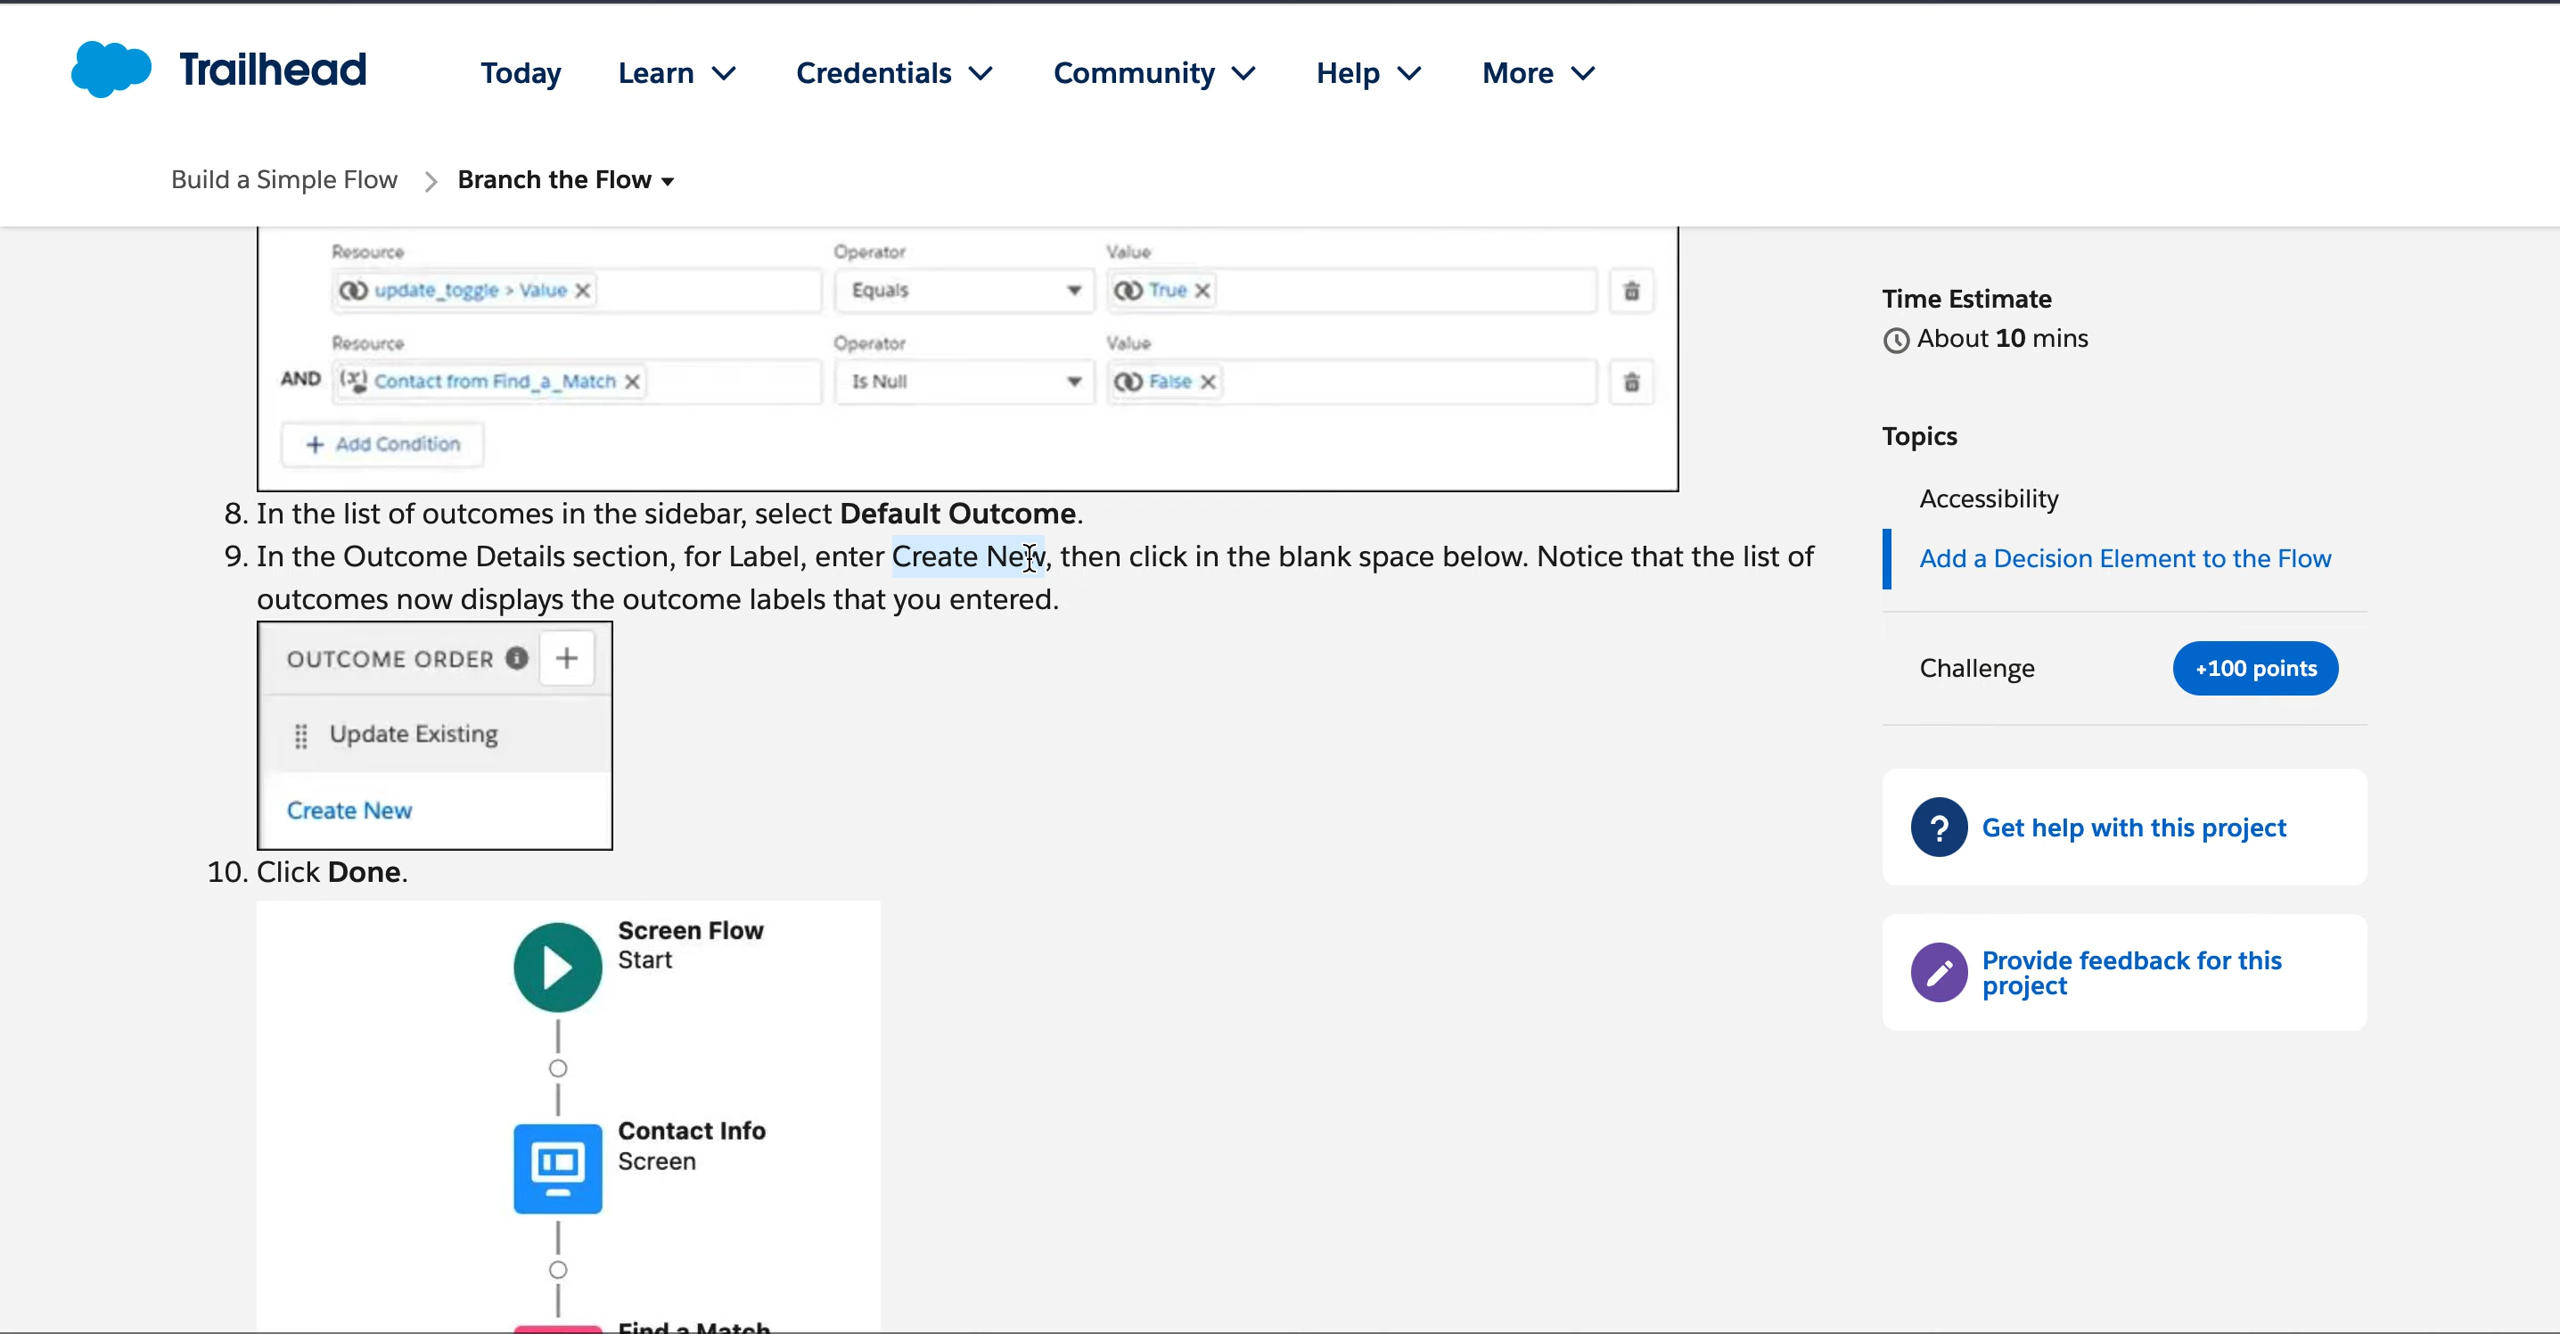 Trailhead
Today Learn Credentials Community Help More
Build a Simple Flow > Branch the Flow
Resource Operator Value
update_toggle > Value Equals True
Resource Operator Value
AND Contact from Find_a_Match Is Null False
+ Add Condition
8. In the list of outcomes in the sidebar, select Default Outcome.
9. In the Outcome Details section, for Label, enter Create New, then click in the blank space below. Notice that the list of
outcomes now displays the outcome labels that you entered.
OUTCOME ORDER
Update Existing
Create New
10. Click Done.
Screen Flow
Start
Contact Info
Screen
Find a Match
Time Estimate
About 10 mins
Topics
Accessibility
Add a Decision Element to the Flow
Challenge +100 points
Get help with this project
Provide feedback for this
project